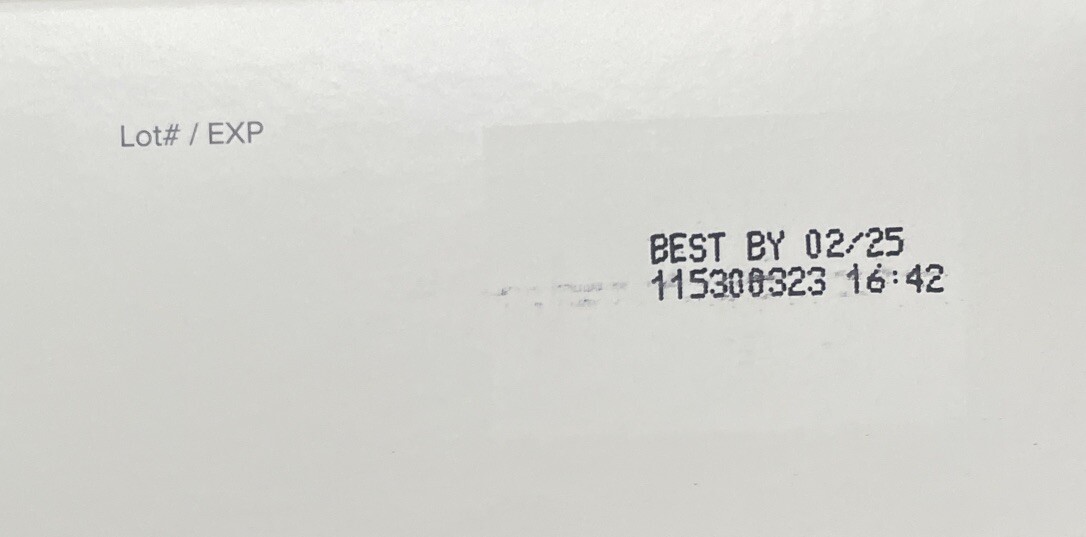 Lot# / EXP
BEST BY 02/25
115300323 16:42